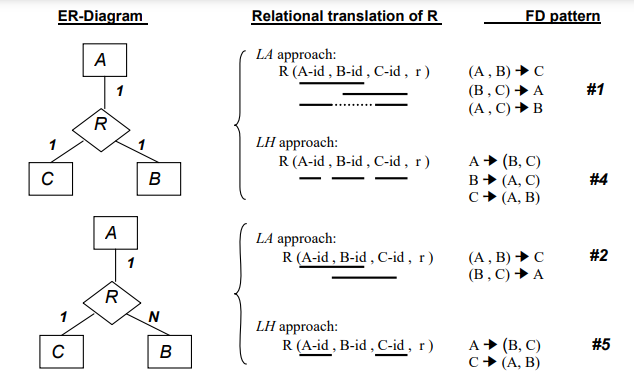 ER-Diagram Relational translation of R FD pattern
A
1
R
1 1
C B
LA approach:
R (A-id , B-id , C-id , r )
(A , B) ➔ C
(B , C) ➔ A
(A , C) ➔ B
#1
LH approach:
R (A-id , B-id , C-id , r )
A ➔ (B, C)
B ➔ (A, C)
C ➔ (A, B)
#4
A
1
R
1 N
C B
LA approach:
R (A-id , B-id , C-id , r )
(A , B) ➔ C
(B , C) ➔ A
#2
LH approach:
R (A-id , B-id , C-id , r )
A ➔ (B, C)
C ➔ (A, B)
#5